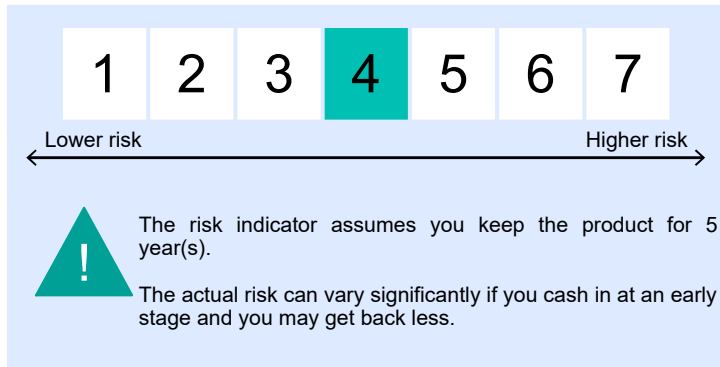 1 2 3 4 5 6 7
Lower risk Higher risk
!
The risk indicator assumes you keep the product for 5
year(s).
The actual risk can vary significantly if you cash in at an early
stage and you may get back less.